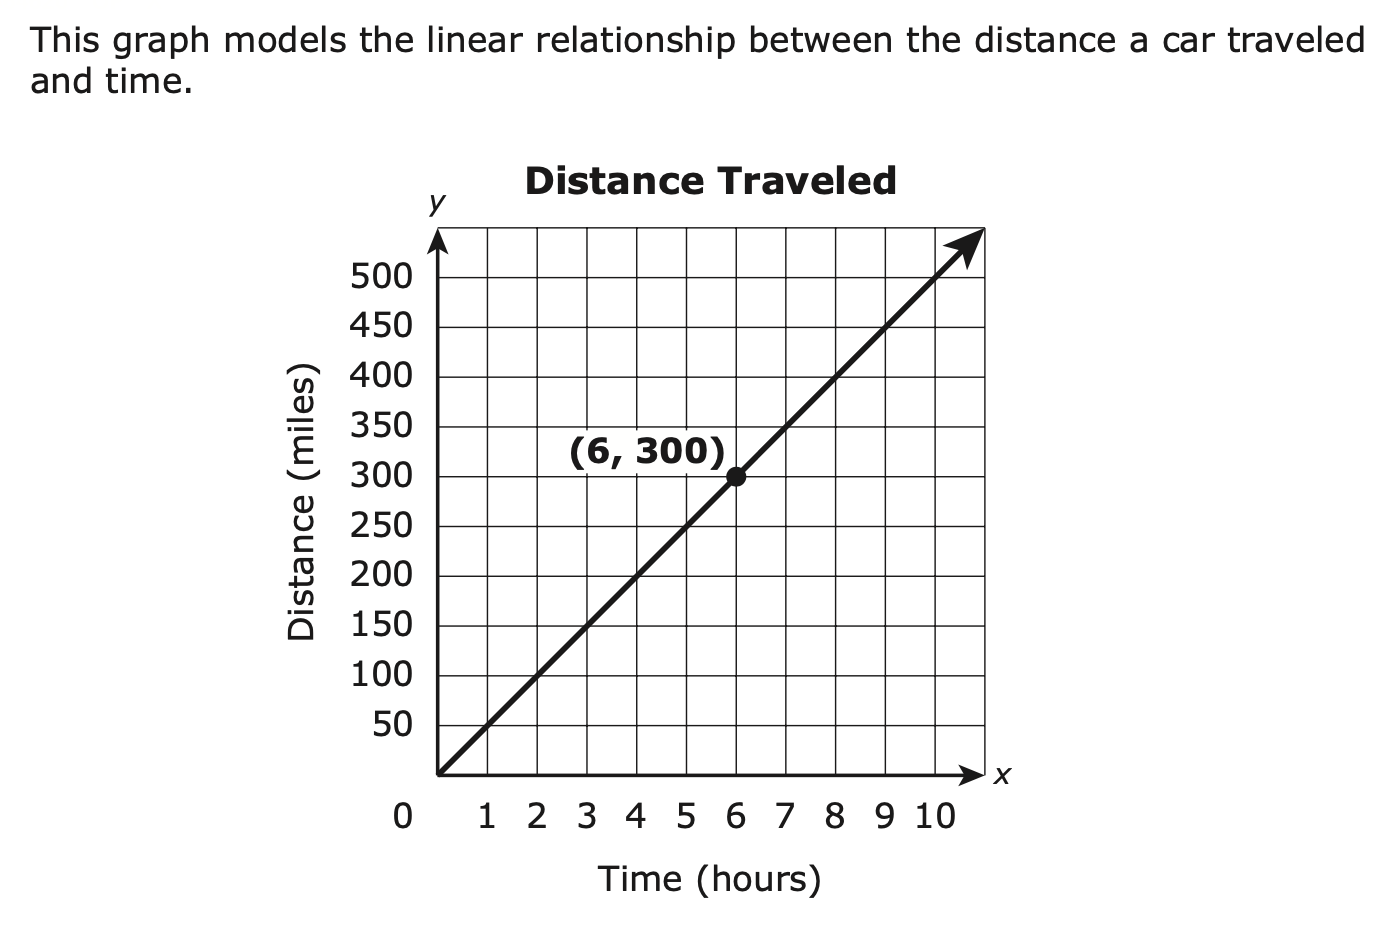 This graph models the linear relationship between the distance a car traveled
and time.
Distance Traveled
y
500
450
400
350
300
250
200
150
100
50
0
Distance (miles)
(6, 300)
x
1 2 3 4 5 6 7 8 9 10
Time (hours)